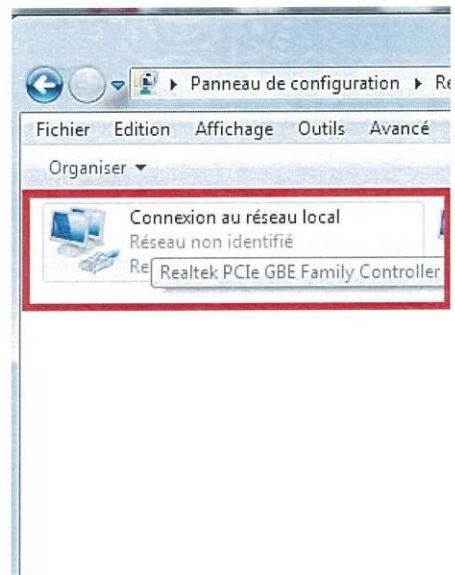 Panneau de configuration
Fichier Edition Affichage Outils Avancé
Organiser
Connexion au réseau local
Réseau non identifié
Realtek PCIe GBE Family Controller